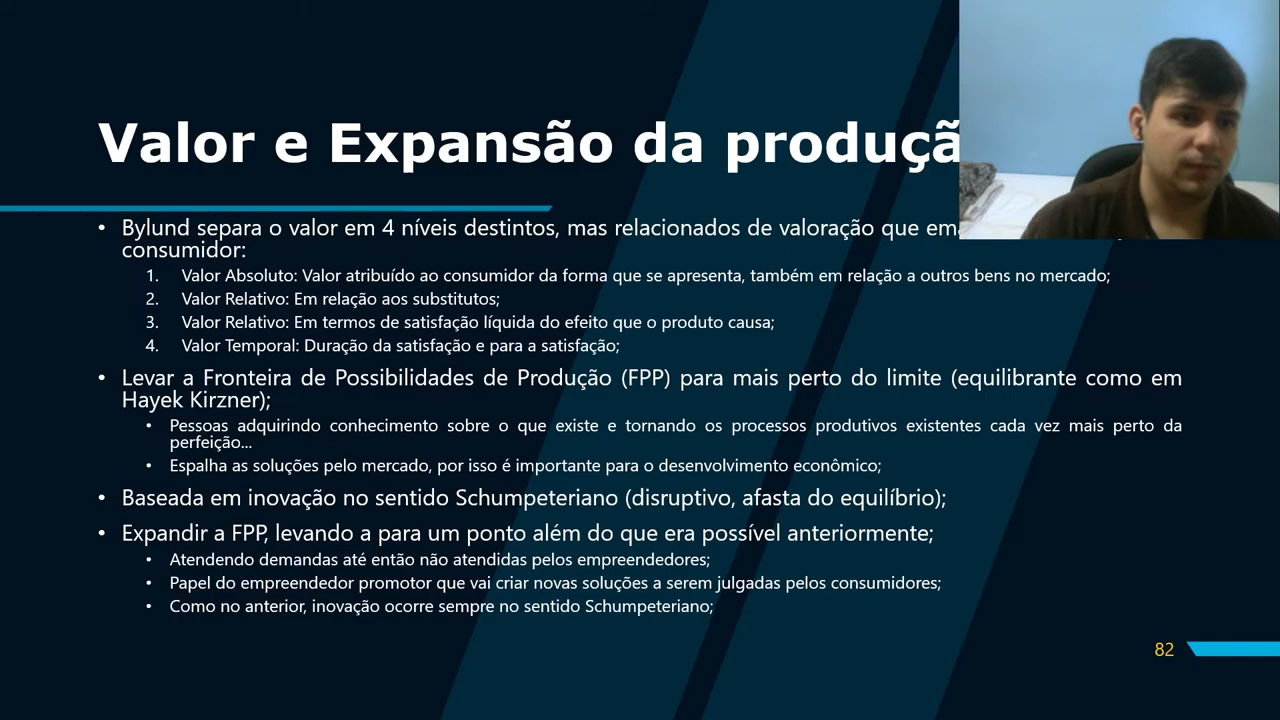 Valor e Expansão da produçã
• Bylund separa o valor em 4 níveis destintos, mas relacionados de valoração que
consumidor:
1. Valor Absoluto: Valor atribuído ao consumidor da forma que se apresenta, também em relação a outros bens no mercado;
2. Valor Relativo: Em relação aos substitutos;
3. Valor Relativo: Em termos de satisfação líquida do efeito que o produto causa;
4. Valor Temporal: Duração da satisfação e para a satisfação;
• Levar a Fronteira de Possibilidades de Produção (FPP) para mais perto do limite (equilibrante como em
Hayek Kirzner);
• Pessoas adquirindo conhecimento sobre o que existe e tornando os processos produtivos existentes cada vez mais perto da
perfeição...
• Espalha as soluções pelo mercado, por isso é importante para o desenvolvimento econômico;
• Baseada em inovação no sentido Schumpeteriano (disruptivo, afasta do equilíbrio);
• Expandir a FPP, levando a para um ponto além do que era possível anteriormente;
• Atendendo demandas até então não atendidas pelos empreendedores;
• Papel do empreendedor promotor que vai criar novas soluções a serem julgadas pelos consumidores;
• Como no anterior, inovação ocorre sempre no sentido Schumpeteriano;
82